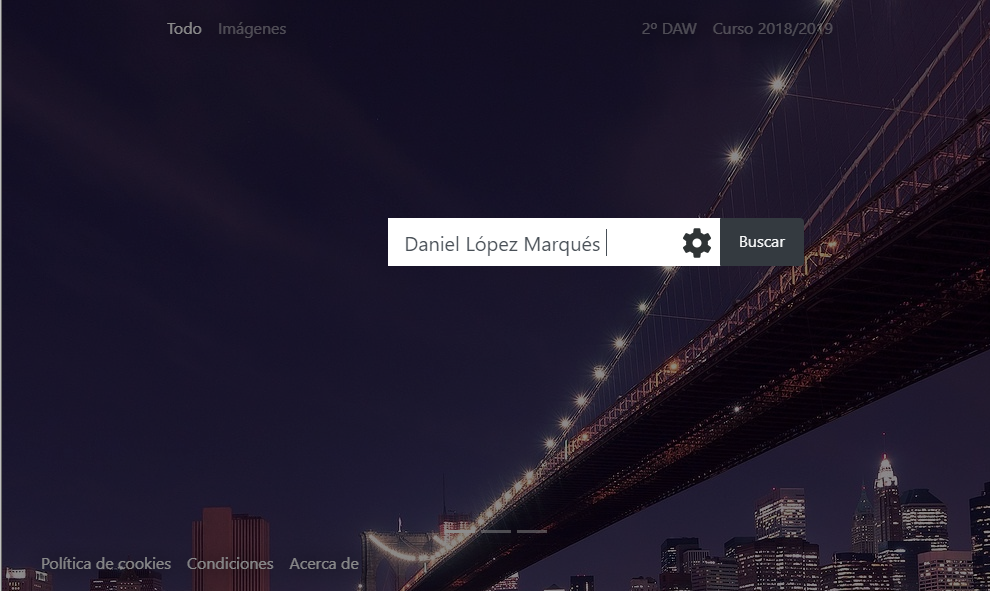 Todo Imágenes 2º DAW Curso 2018/2019
Daniel López Marqués Buscar
Política de cookies Condiciones Acerca de